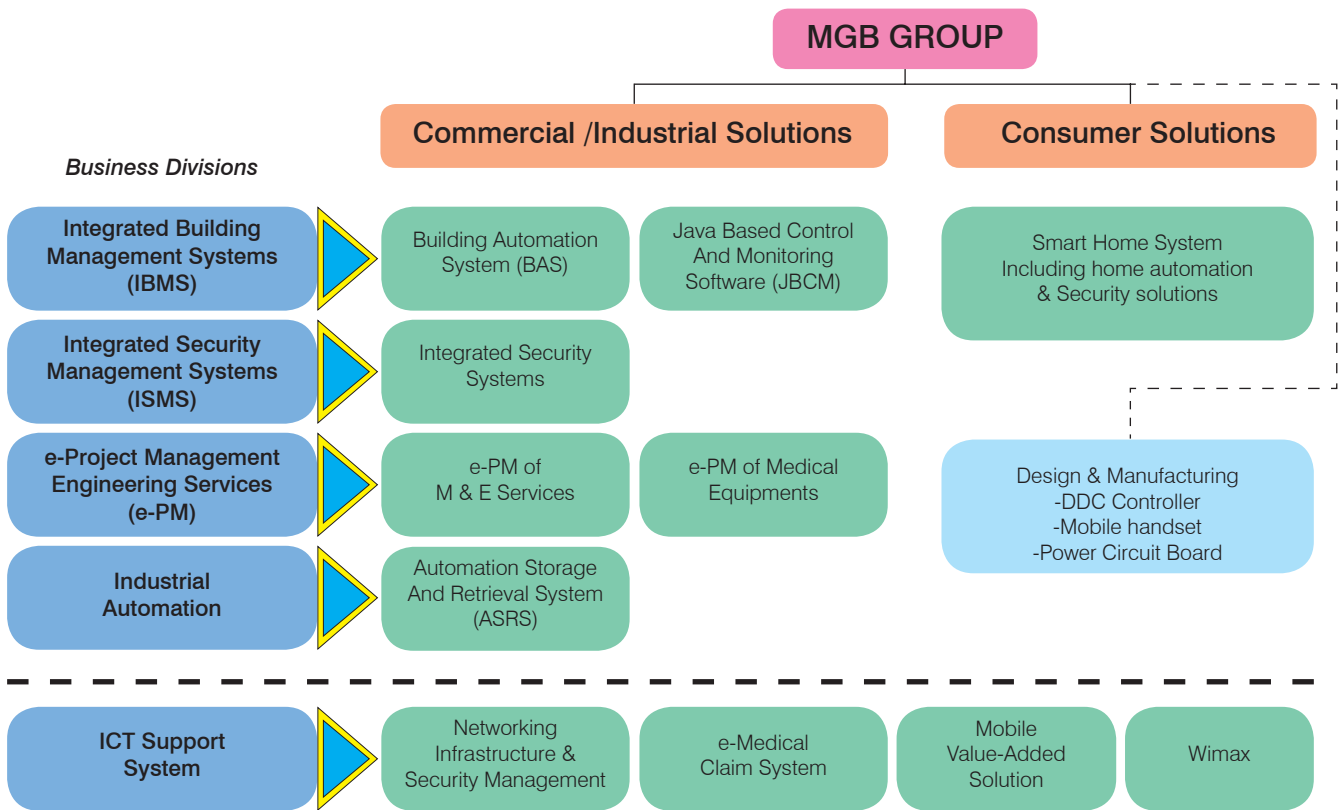 MGB GROUP
Commercial /Industrial Solutions
Consumer Solutions
Business Divisions
Integrated Building
Management Systems
(IBMS)
Building Automation
System (BAS)
Java Based Control
And Monitoring
Software (JBCM)
Smart Home System
Including home automation
& Security solutions
Integrated Security
Management Systems
(ISMS)
Integrated Security
Systems
e-Project Management
Engineering Services
(e-PM)
e-PM of
M & E Services
e-PM of Medical
Equipments
Design & Manufacturing
-DDC Controller
-Mobile handset
-Power Circuit Board
Industrial
Automation
Automation Storage
And Retrieval System
(ASRS)
ICT Support
System
Networking
Infrastructure &
Security Management
e-Medical
Claim System
Mobile
Value-Added
Solution
Wimax